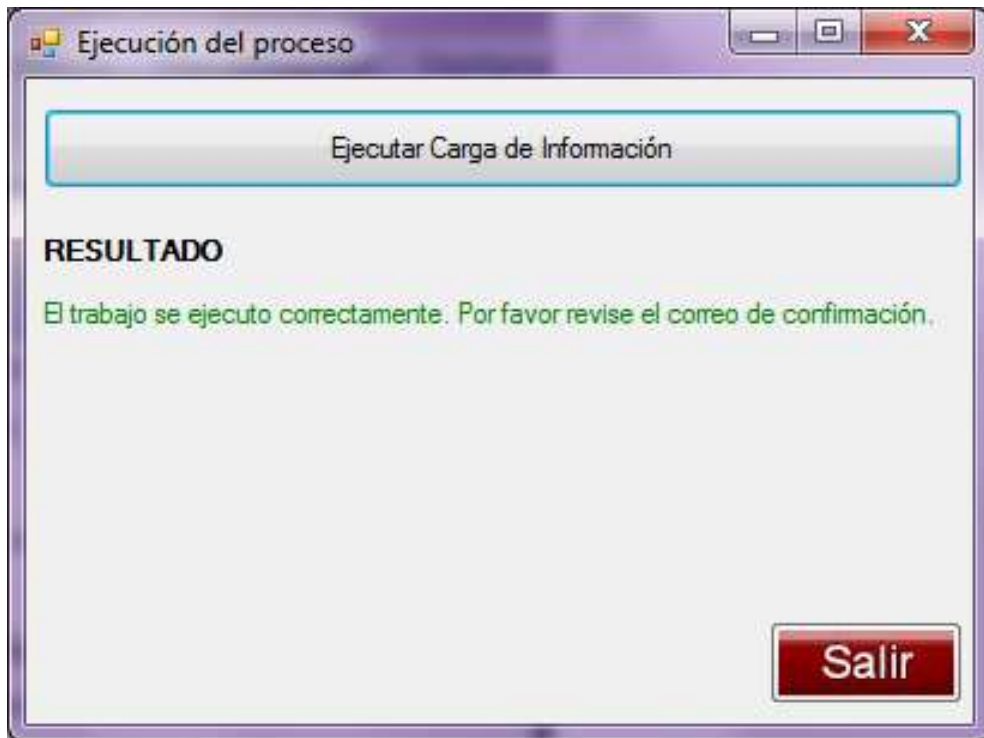 Ejecución del proceso
Ejecutar Carga de Información
RESULTADO
El trabajo se ejecuto correctamente. Por favor revise el correo de confirmación.
Salir